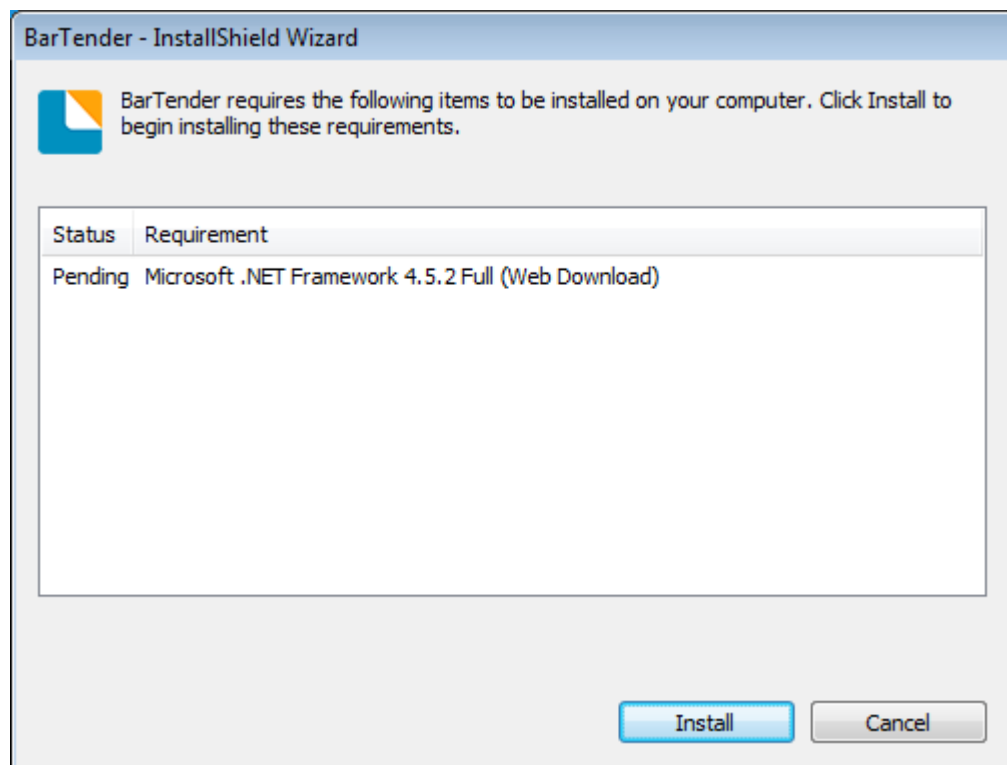 BarTender - InstallShield Wizard
BarTender requires the following items to be installed on your computer. Click Install to
begin installing these requirements.
Status Requirement
Pending Microsoft .NET Framework 4.5.2 Full (Web Download)
Install Cancel